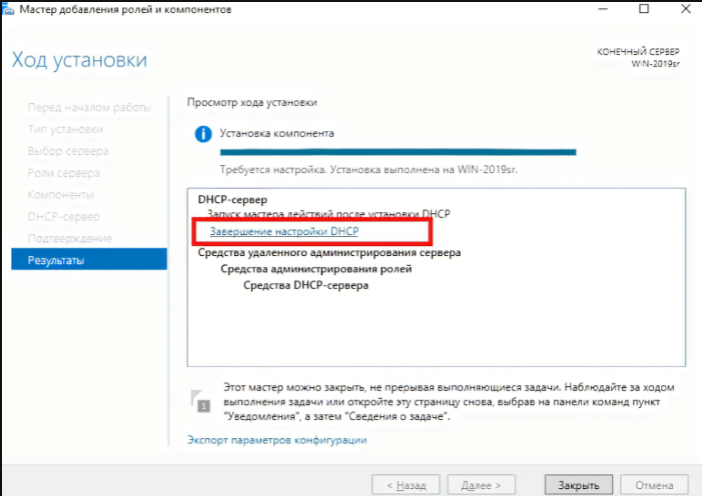 Мастер добавления ролей и компонентов
Ход установки
КОНЕЧНЫЙ СЕРВЕР
WIN-2019sr
Перед началом работы
Тип установки
Выбор сервера
Роли сервера
Компоненты
DHCP-сервер
Подтверждение
Результаты
Просмотр хода установки
Установка компонента
Требуется настройка. Установка выполнена на WIN-2019sr.
DHCP-сервер
Запуск мастера действий после установки DHCP
Завершение настройки DHCP
Средства удаленного администрирования сервера
Средства администрирования ролей
Средства DHCP-сервера
1
Этот мастер можно закрыть, не прерывая выполняющиеся задачи. Наблюдайте за ходом
выполнения задачи или откройте эту страницу снова, выбрав на панели команд пункт
"Уведомления", а затем "Сведения о задаче".
Экспорт параметров конфигурации
< Назад
Далее >
Закрыть
Отмена